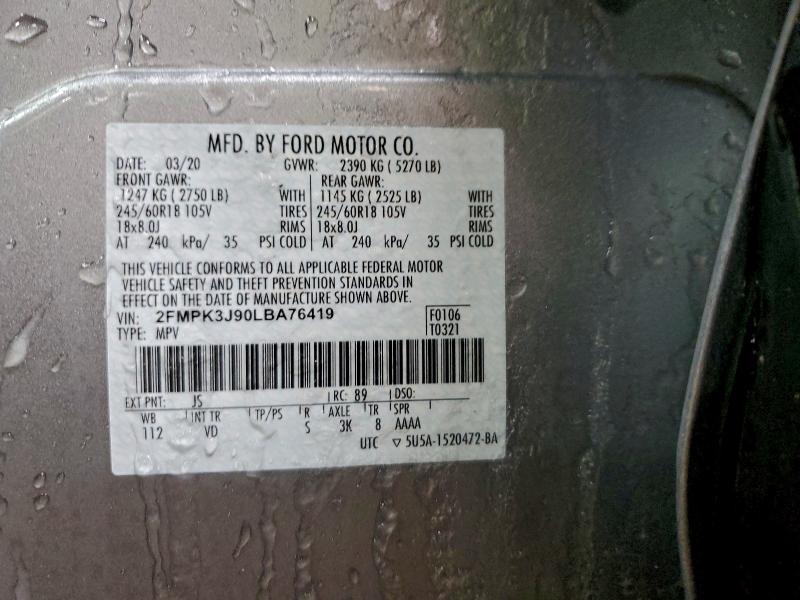 MFD. BY FORD MOTOR CO.
DATE: 03/20 GVWR: 2390 KG ( 5270 LB)
FRONT GAWR: REAR GAWR:
1247 KG ( 2750 LB) WITH 1145 KG ( 2525 LB) WITH
245/60R18 105V TIRES 245/60R18 105V TIRES
18x8.0J RIMS 18x8.0J RIMS
AT 240 kPa/ 35 PSI COLD AT 240 kPa/ 35 PSI COLD
THIS VEHICLE CONFORMS TO ALL APPLICABLE FEDERAL MOTOR
VEHICLE SAFETY AND THEFT PREVENTION STANDARDS IN
EFFECT ON THE DATE OF MANUFACTURE SHOWN ABOVE.
VIN: 2FMPK3J90LBA76419 F0106
TYPE: MPV T0321
EXT PNT: JS RC: 89 DSO:
WB INT TR TP/PS R AXLE TR SPR
112 VD S 3K 8 AAAA
UTC ▽ 5U5A-1520472-BA